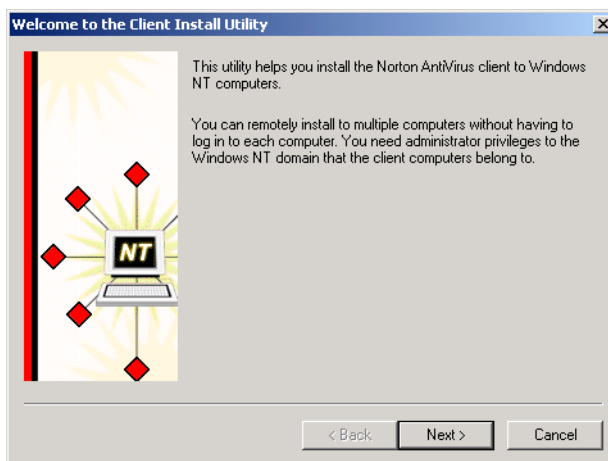 Welcome to the Client Install Utility
This utility helps you install the Norton AntiVirus client to Windows
NT computers.
You can remotely install to multiple computers without having to
log in to each computer. You need administrator privileges to the
Windows NT domain that the client computers belong to.
NT
< Back
Next >
Cancel